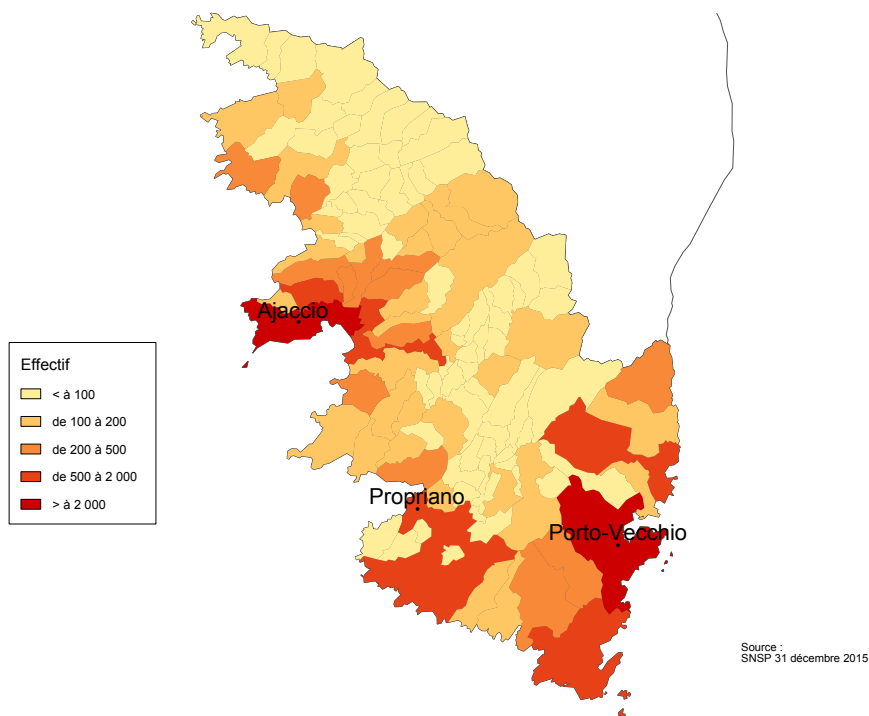 Ajaccio
Effectif
< à 100
de 100 à 200
de 200 à 500
de 500 à 2 000
> à 2 000
Propriano
Porto-Vecchio
Source :
SNSP 31 décembre 2015